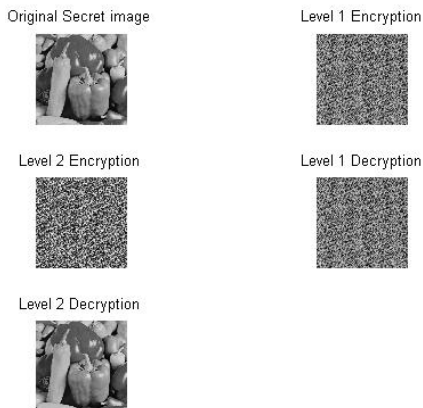 Original Secret image
Level 1 Encryption
Level 2 Encryption
Level 1 Decryption
Level 2 Decryption